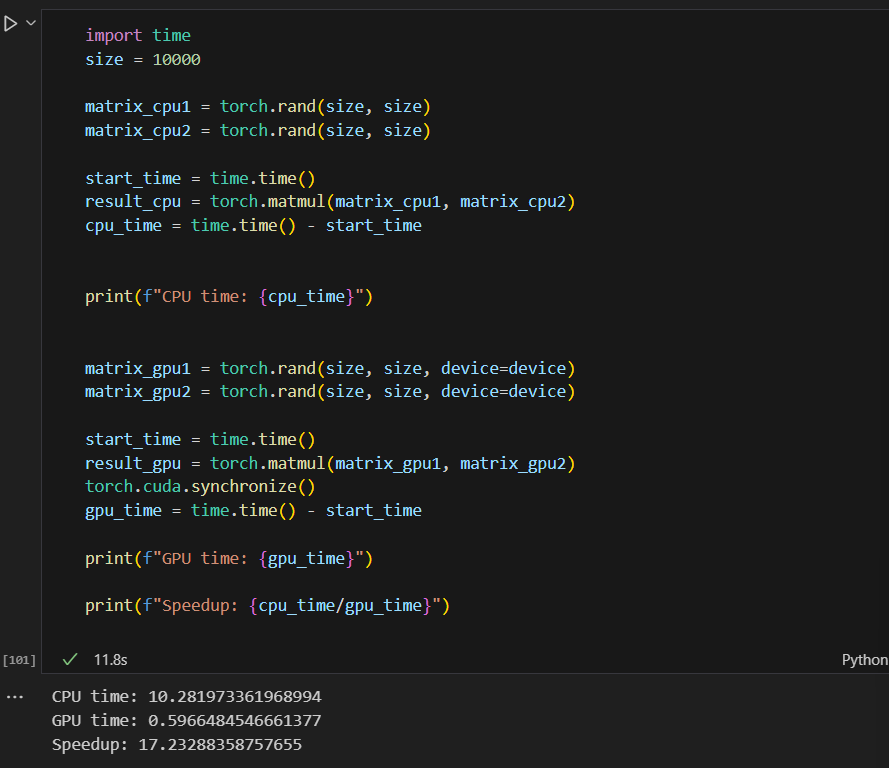 import time
size = 10000
matrix_cpu1 = torch.rand(size, size)
matrix_cpu2 = torch.rand(size, size)
start_time = time.time()
result_cpu = torch.matmul(matrix_cpu1, matrix_cpu2)
cpu_time = time.time() - start_time
print(f"CPU time: {cpu_time}")
matrix_gpu1 = torch.rand(size, size, device=device)
matrix_gpu2 = torch.rand(size, size, device=device)
start_time = time.time()
result_gpu = torch.matmul(matrix_gpu1, matrix_gpu2)
torch.cuda.synchronize()
gpu_time = time.time() - start_time
print(f"GPU time: {gpu_time}")
print(f"Speedup: {cpu_time/gpu_time}")
[101] 11.8s Python
... CPU time: 10.281973361968994
GPU time: 0.5966484546661377
Speedup: 17.23288358757655